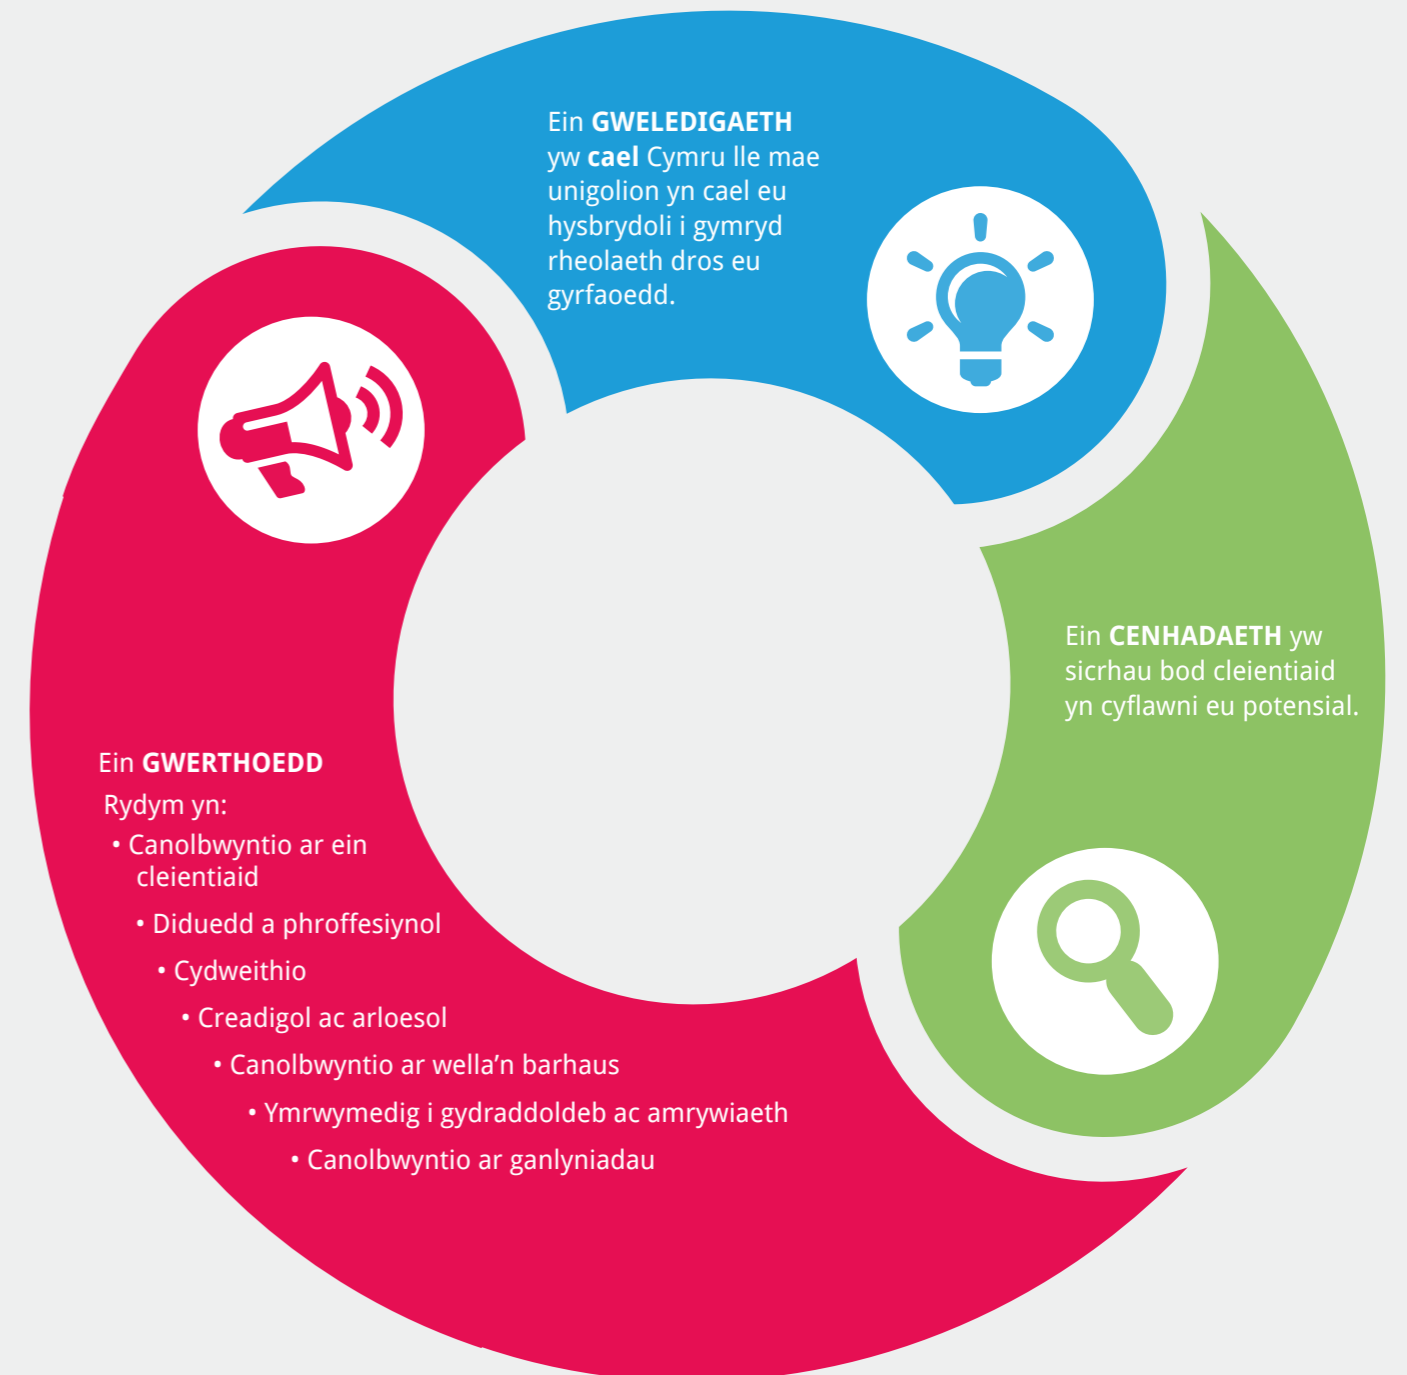 Ein GWELEDIGAETH
yw cael Cymru lle mae
unigolion yn cael eu
hysbrydoli i gymryd
rheolaeth dros eu
gyrfaoedd.
Ein CENHADAETH yw
sicrhau bod cleientiaid
yn cyflawni eu potensial.
Ein GWERTHOEDD
Rydym yn:
• Canolbwyntio ar ein
cleientiaid
• Diduedd a phroffesiynol
• Cydweithio
• Creadigol ac arloesol
• Canolbwyntio ar wella’n barhaus
• Ymrwymedig i gydraddoldeb ac amrywiaeth
• Canolbwyntio ar ganlyniadau